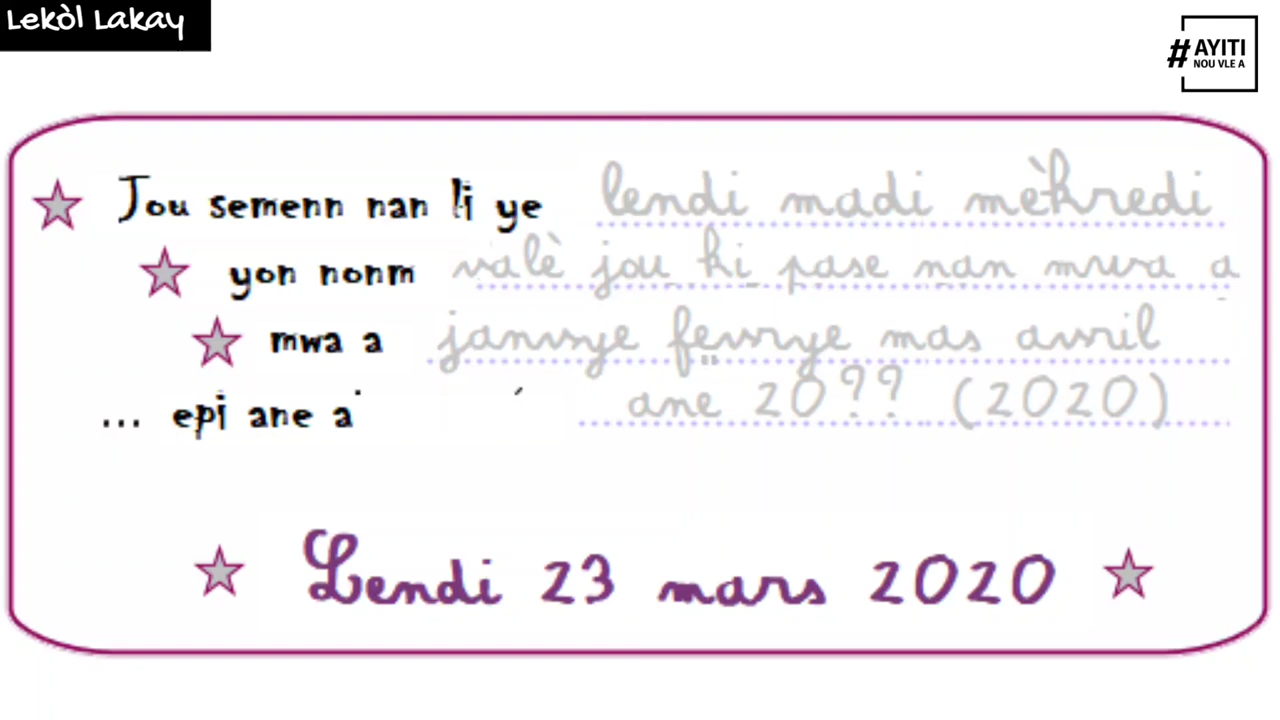 Lekòl Lakay
#AYITI
NOU VLE A
Jou semenn nan li ye lendi madi mèkredi
yon nonm valè jou ki pase nan mwa a
mwa a janvye fevrye mas avril
... epi ane a ane 20?? (2020)
Lendi 23 mars 2020